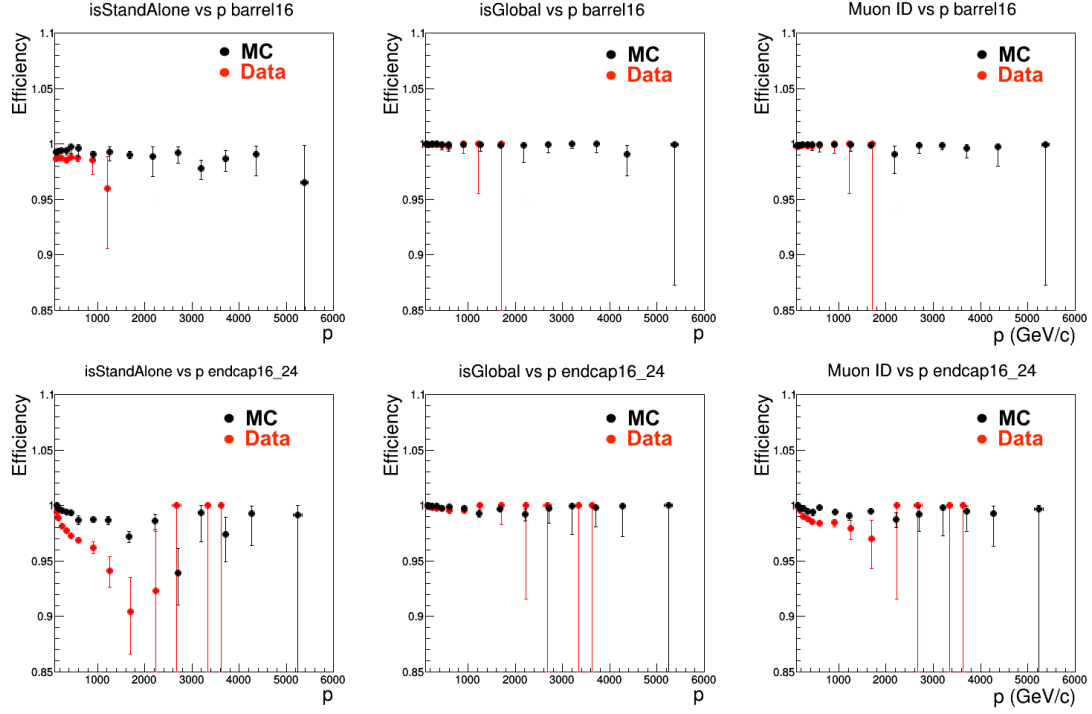 isStandAlone vs p barrel16
Efficiency
1.1
1.05
1
0.95
0.9
0.85
MC
Data
1000 2000 3000 4000 5000 6000
p
isGlobal vs p barrel16
Efficiency
1.1
1.05
1
0.95
0.9
0.85
MC
Data
1000 2000 3000 4000 5000 6000
p
Muon ID vs p barrel16
Efficiency
1.1
1.05
1
0.95
0.9
0.85
MC
Data
1000 2000 3000 4000 5000 6000
p (GeV/c)
isStandAlone vs p endcap16_24
Efficiency
1.1
1.05
1
0.95
0.9
0.85
MC
Data
1000 2000 3000 4000 5000 6000
p
isGlobal vs p endcap16_24
Efficiency
1.1
1.05
1
0.95
0.9
0.85
MC
Data
1000 2000 3000 4000 5000 6000
p
Muon ID vs p endcap16_24
Efficiency
1.1
1.05
1
0.95
0.9
0.85
MC
Data
1000 2000 3000 4000 5000 6000
p (GeV/c)